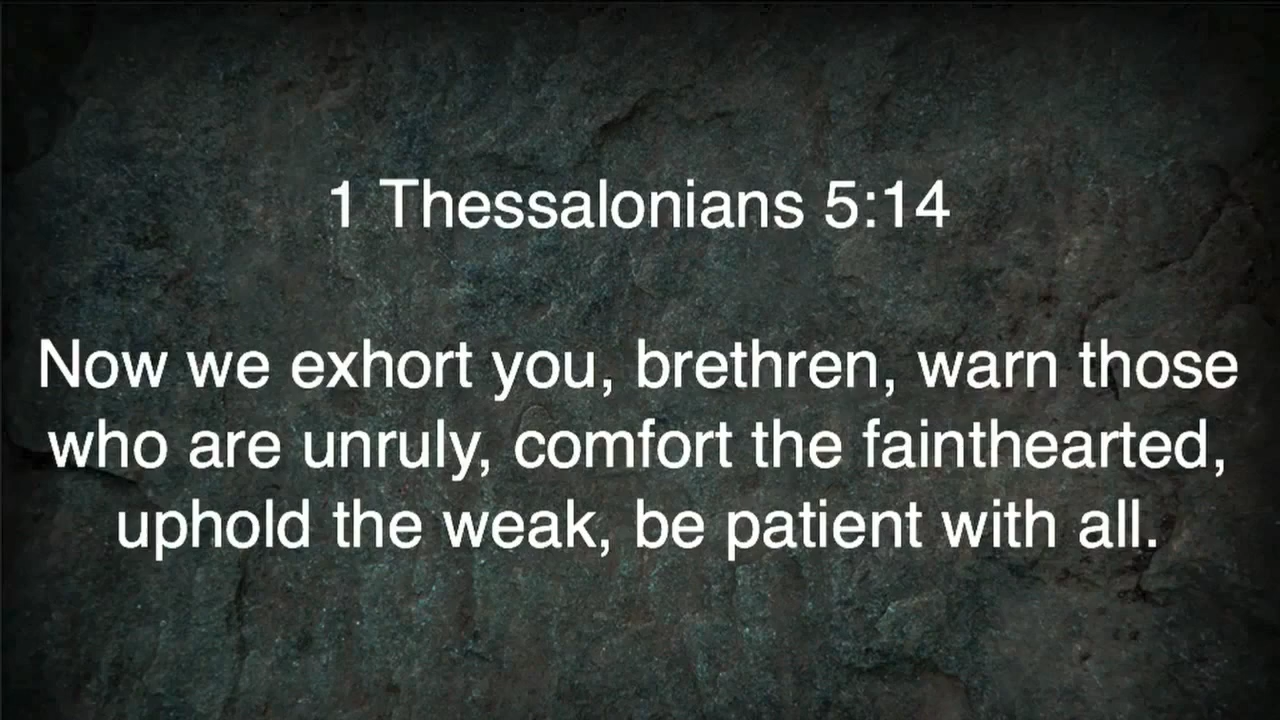 1 Thessalonians 5:14
Now we exhort you, brethren, warn those
who are unruly, comfort the fainthearted,
uphold the weak, be patient with all.